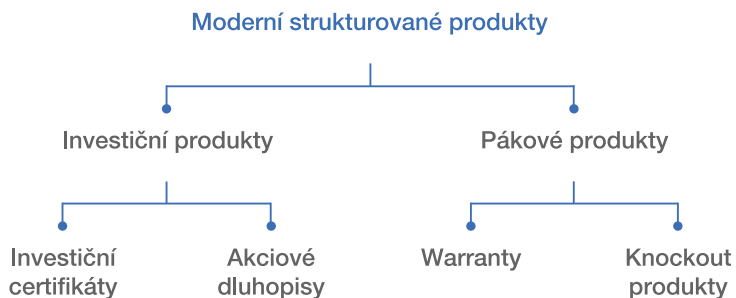 Moderní strukturované produkty
Investiční produkty
Pákové produkty
Investiční
certifikáty
Akciové
dluhopisy
Warranty
Knockout
produkty